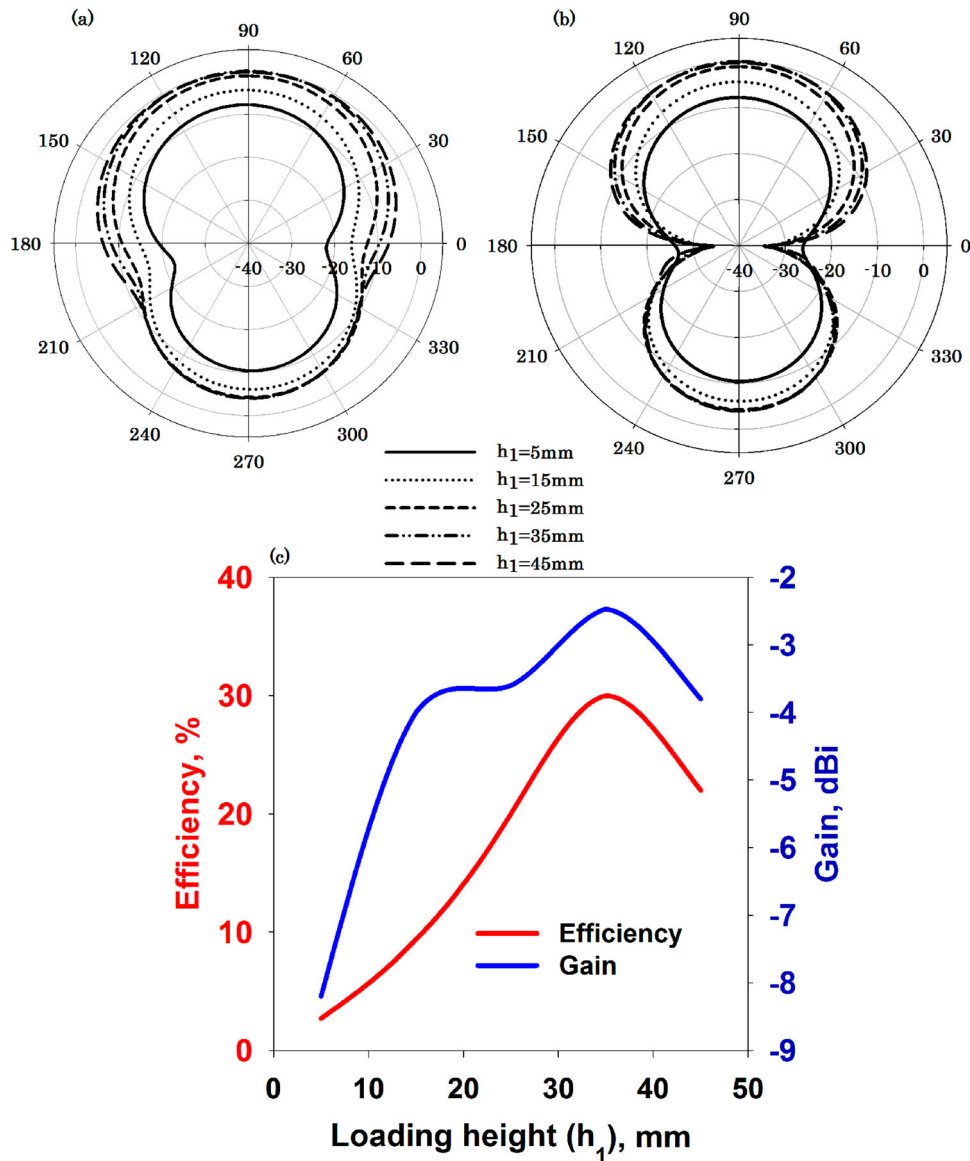 (a)
90
120
60
150
30
180
0
-40 -30 -20 -10 0
210
330
240
300
270
(b)
90
120
60
150
30
180
0
-40 -30 -20 -10 0 5
210
330
240
300
270
h1=5mm
h1=15mm
h1=25mm
h1=35mm
h1=45mm
(c)
40
30
20
10
0
Efficiency, %
-2
-3
-4
-5
-6
-7
-8
-9
Gain, dBi
Efficiency
Gain
0 10 20 30 40 50
Loading height (h1), mm